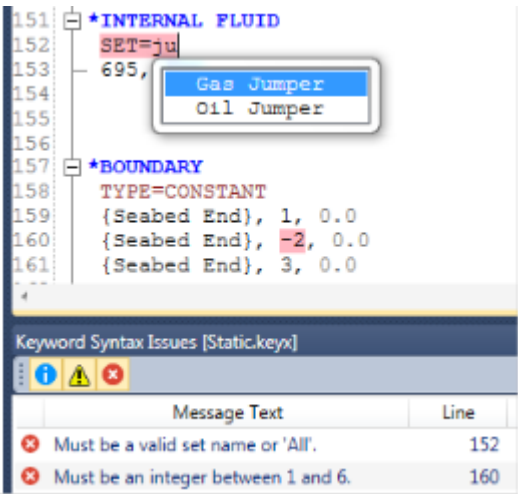 151 *INTERNAL FLUID
152 SET=ju
153 695,
Gas Jumper
154
Oil Jumper
155
156
157 *BOUNDARY
158 TYPE=CONSTANT
159 {Seabed End}, 1, 0.0
160 {Seabed End}, -2, 0.0
161 {Seabed End}, 3, 0.0
Keyword Syntax Issues [Static.keyx]
Message Text Line
Must be a valid set name or 'All'. 152
Must be an integer between 1 and 6. 160